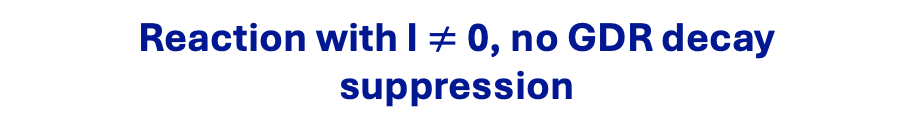 Reaction with I ≠ 0, no GDR decay
suppression